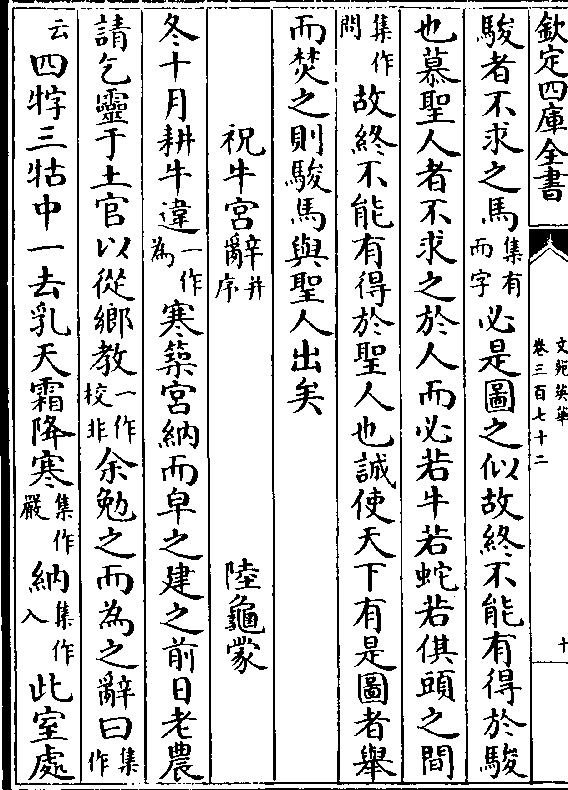 欽定四庫全書
文苑英華
卷三百七十二
十
駿者不求之馬集有而字必是圖之似故終不能有得於駿
也慕聖人者不求之於人而必若牛若蛇若倛頭之間
集作問故終不能有得於聖人也誠使天下有是圖者舉
而焚之則駿馬與聖人出矣
祝牛宮辭并序 陸龜蒙
冬十月耕牛違一作為寒築宮納而皁之建之前日老農
請乞靈于土官以從鄉教一作校非余勉之而為之辭曰集作
云四牸三牯中一去乳天霜降寒集作嚴納集作入此室處